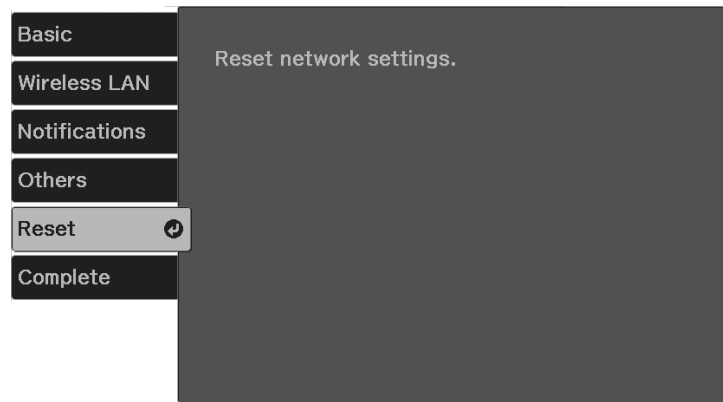 Basic
Wireless LAN
Notifications
Others
Reset
Complete
Reset network settings.